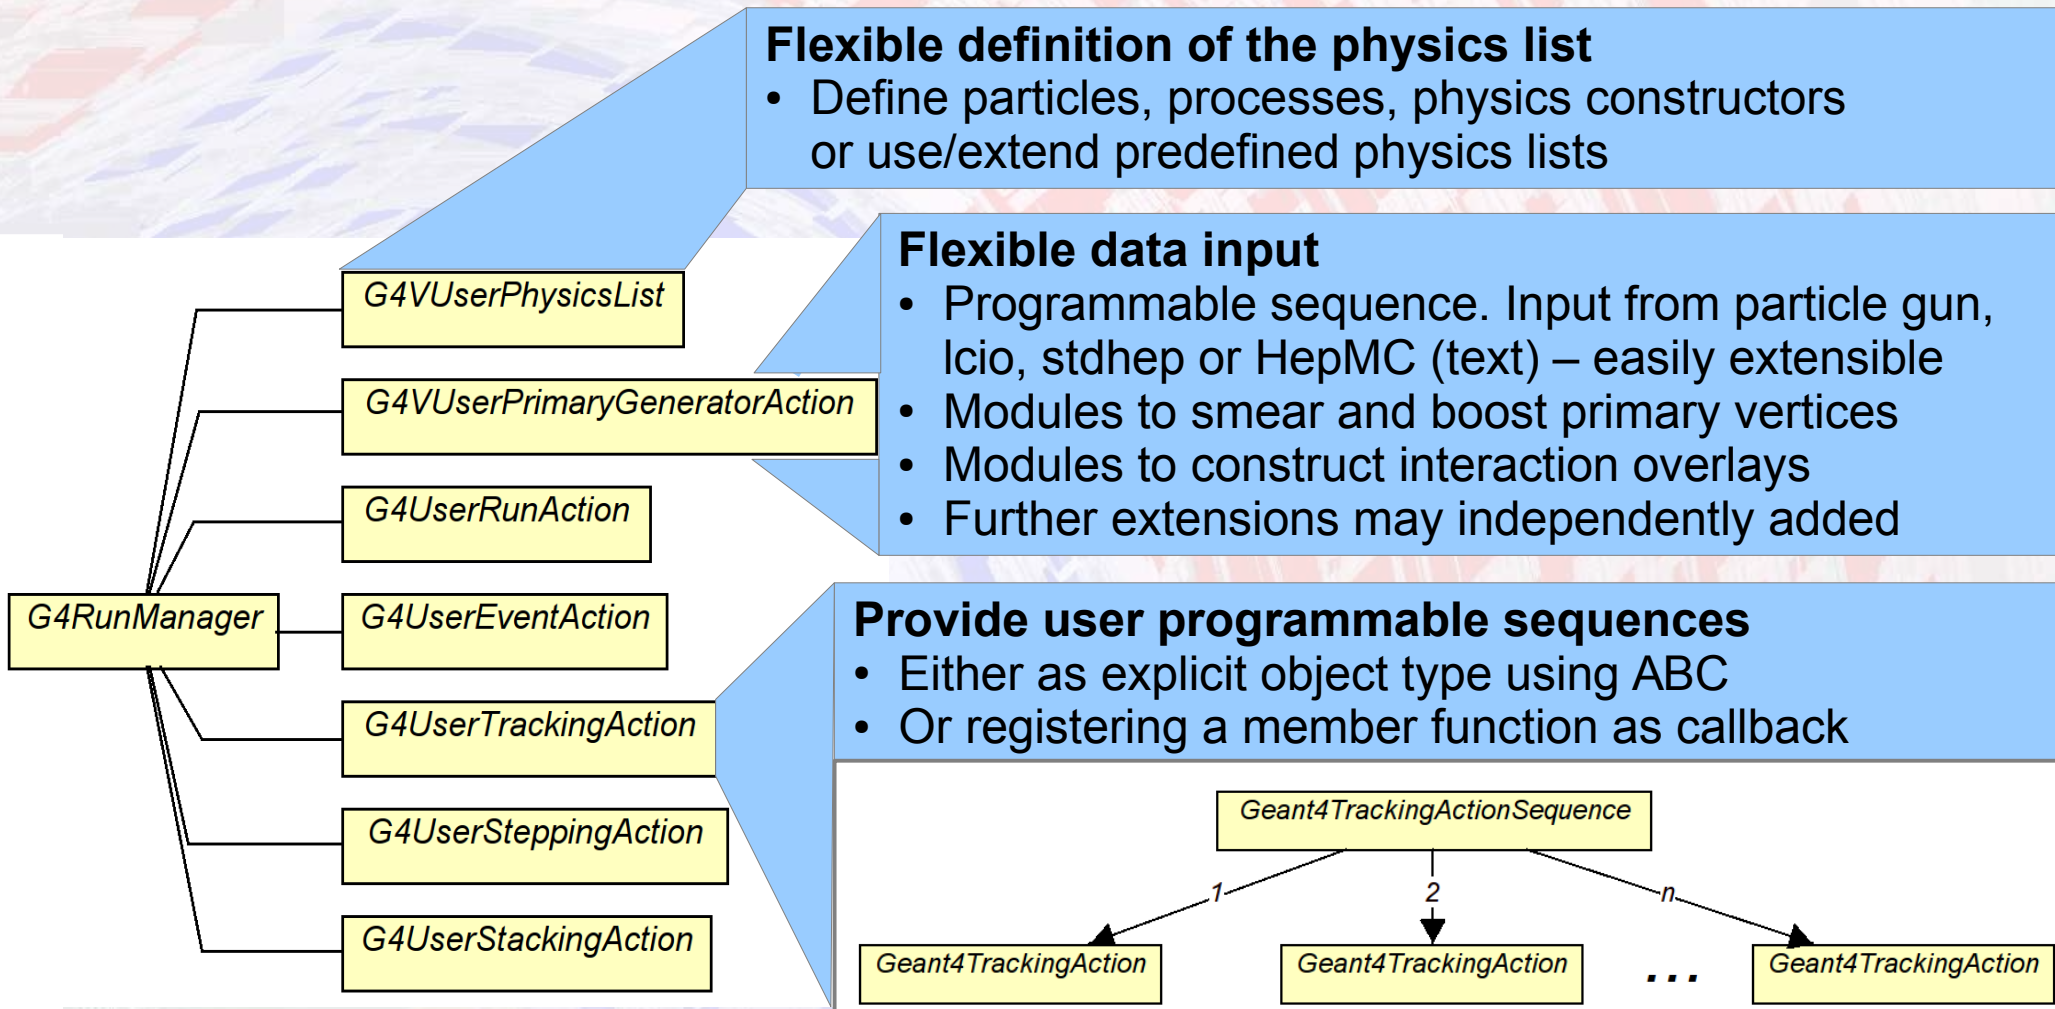 Flexible definition of the physics list
• Define particles, processes, physics constructors
or use/extend predefined physics lists
Flexible data input
• Programmable sequence. Input from particle gun,
lcio, stdhep or HepMC (text) – easily extensible
• Modules to smear and boost primary vertices
• Modules to construct interaction overlays
• Further extensions may independently added
Provide user programmable sequences
• Either as explicit object type using ABC
• Or registering a member function as callback
G4RunManager
G4VUserPhysicsList
G4VUserPrimaryGeneratorAction
G4UserRunAction
G4UserEventAction
G4UserTrackingAction
G4UserSteppingAction
G4UserStackingAction
Geant4TrackingActionSequence
1 2 n
Geant4TrackingAction Geant4TrackingAction ... Geant4TrackingAction